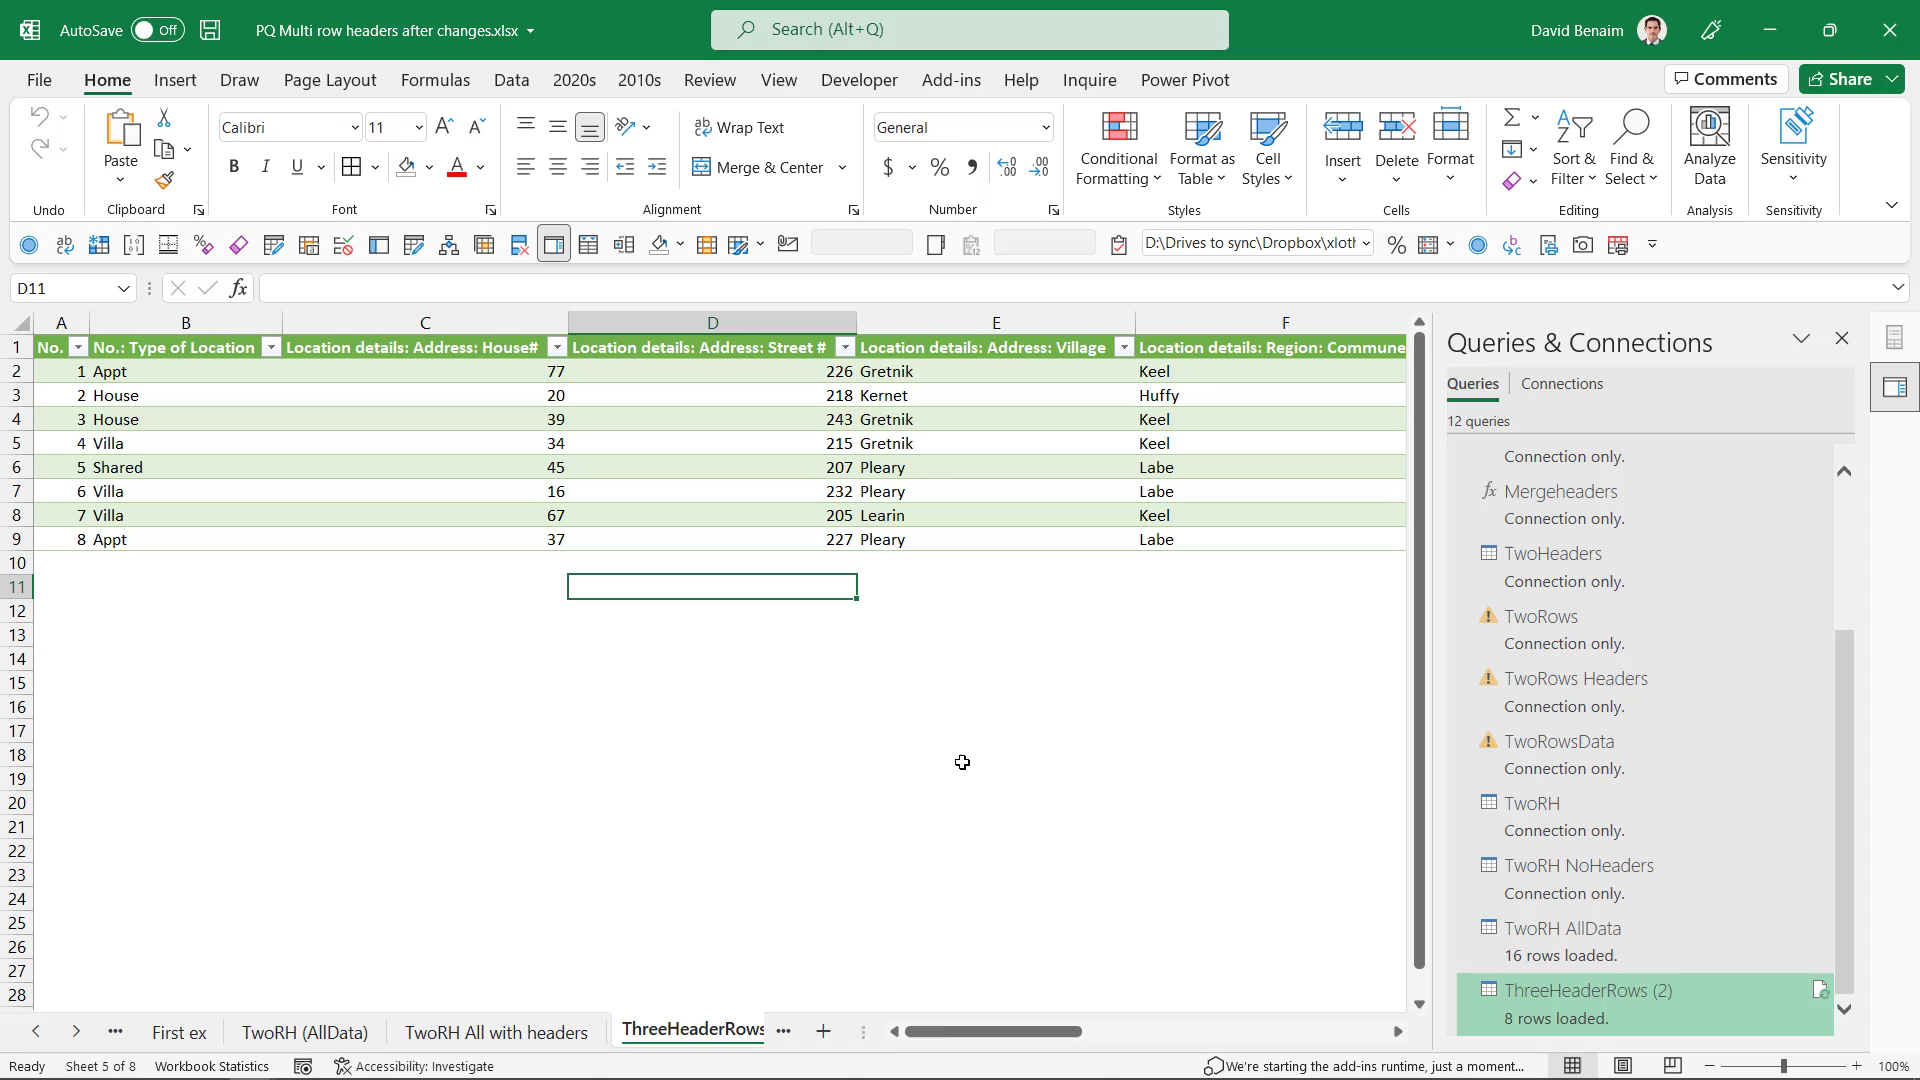 AutoSave Off PQ Multi row headers after changes.xlsx Search (Alt+Q) David Benaim
File Home Insert Draw Page Layout Formulas Data 2020s 2010s Review View Developer Add-ins Help Inquire Power Pivot Comments Share
Calibri 11 Wrap Text General
Paste B I U Merge & Center $ % Conditional Formatting Format as Table Cell Styles Insert Delete Format Sort & Filter Find & Select Analyze Data Sensitivity
Undo Clipboard Font Alignment Number Styles Cells Editing Analysis Sensitivity
D:\Drives to sync\Dropbox\xloth
D11 fx
A B C D E F
1 No. No.: Type of Location Location details: Address: House# Location details: Address: Street # Location details: Address: Village Location details: Region: Commune
2 1 Appt 77 226 Gretnik Keel
3 2 House 20 218 Kernet Huffy
4 3 House 39 243 Gretnik Keel
5 4 Villa 34 215 Gretnik Keel
6 5 Shared 45 207 Pleary Labe
7 6 Villa 16 232 Pleary Labe
8 7 Villa 67 205 Learin Keel
9 8 Appt 37 227 Pleary Labe
10
11
12
13
14
15
16
17
18
19
20
21
22
23
24
25
26
27
28
Queries & Connections
Queries Connections
12 queries
Connection only.
fx Mergeheaders
Connection only.
TwoHeaders
Connection only.
TwoRows
Connection only.
TwoRows Headers
Connection only.
TwoRowsData
Connection only.
TwoRH
Connection only.
TwoRH NoHeaders
Connection only.
TwoRH AllData
16 rows loaded.
ThreeHeaderRows (2)
8 rows loaded.
First ex TwoRH (AllData) TwoRH All with headers ThreeHeaderRows
Ready Sheet 5 of 8 Workbook Statistics Accessibility: Investigate We're starting the add-ins runtime, just a moment... 100%